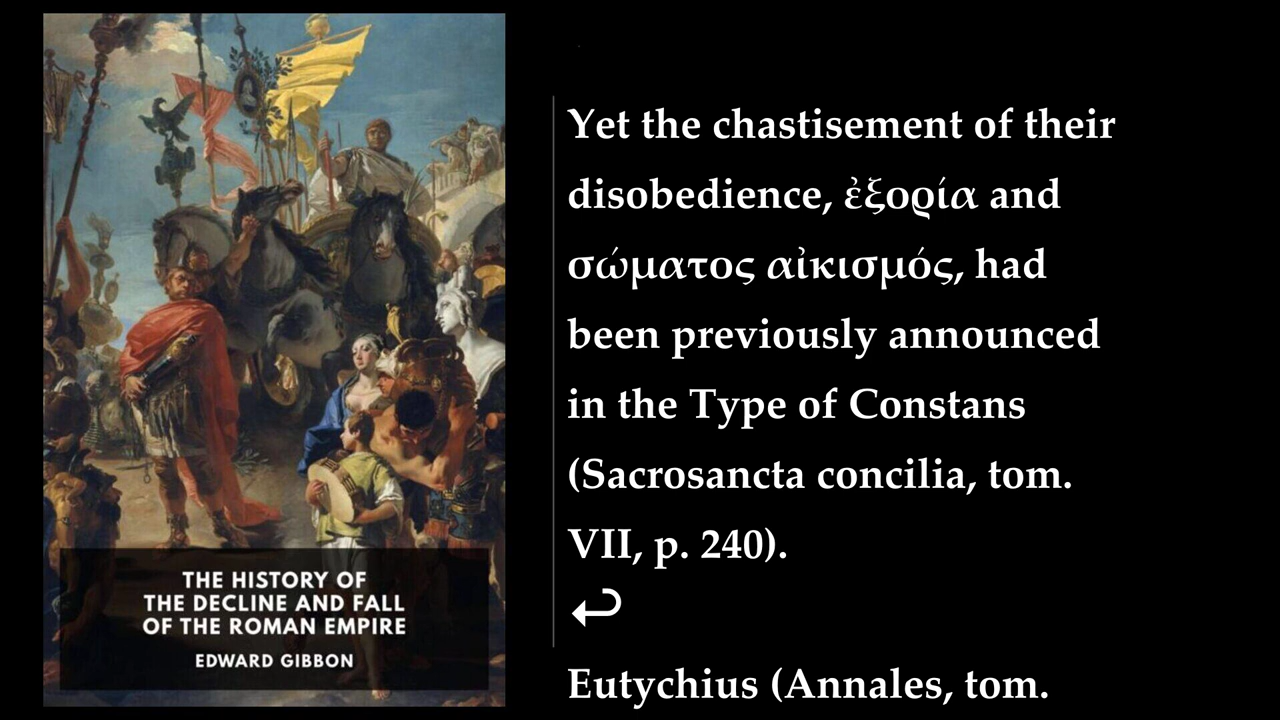 THE HISTORY OF
THE DECLINE AND FALL
OF THE ROMAN EMPIRE
EDWARD GIBBON
Yet the chastisement of their
disobedience, ἐξορία and
σώματος αἰκισμός, had
been previously announced
in the Type of Constans
(Sacrosancta concilia, tom.
VII, p. 240).
↩
Eutychius (Annales, tom.